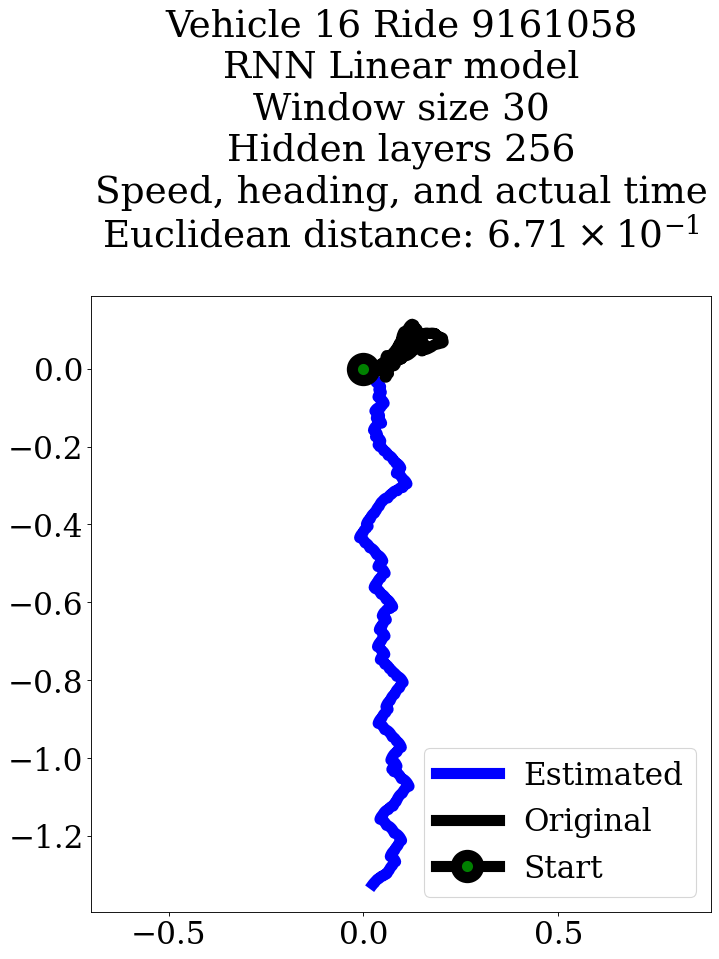 Vehicle 16 Ride 9161058
RNN Linear model
Window size 30
Hidden layers 256
Speed, heading, and actual time
Euclidean distance: 6.71 × 10⁻¹
0.0
−0.2
−0.4
−0.6
−0.8
−1.0
−1.2
Estimated
Original
Start
−0.5 0.0 0.5